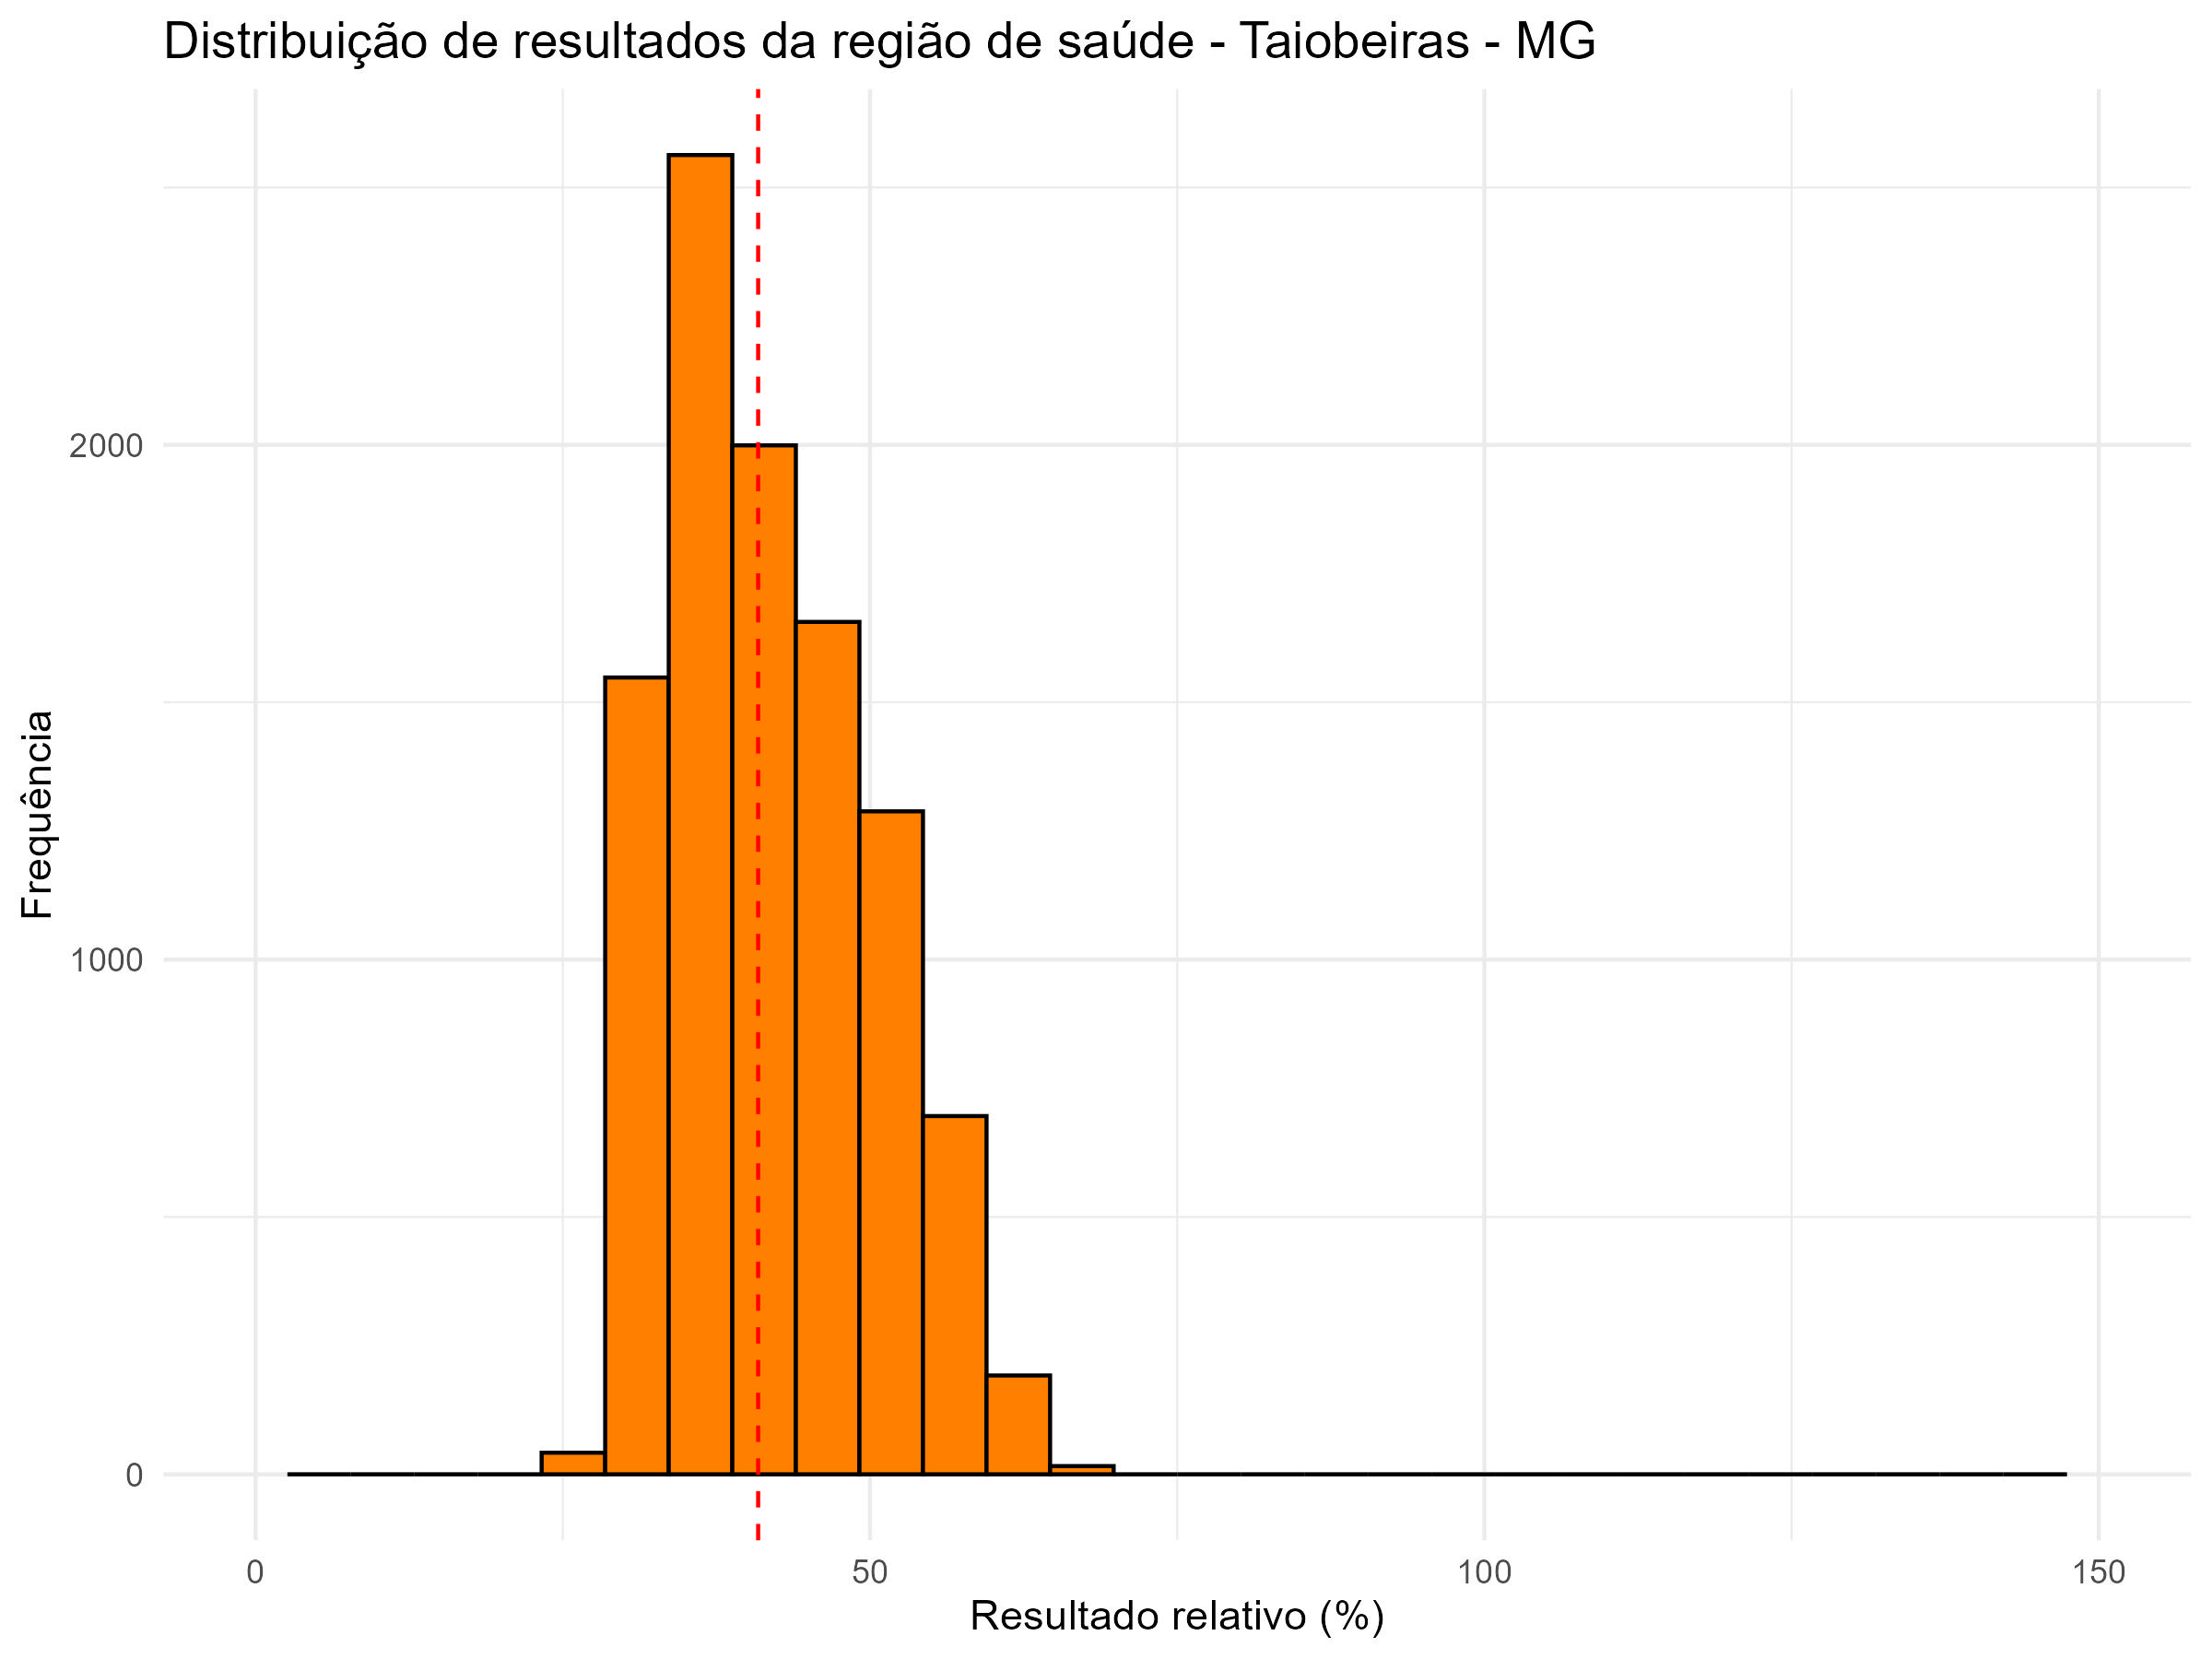 Distribuição de resultados da região de saúde - Taiobeiras - MG
Frequência
2000
1000
0
0 50 100 150
Resultado relativo (%)